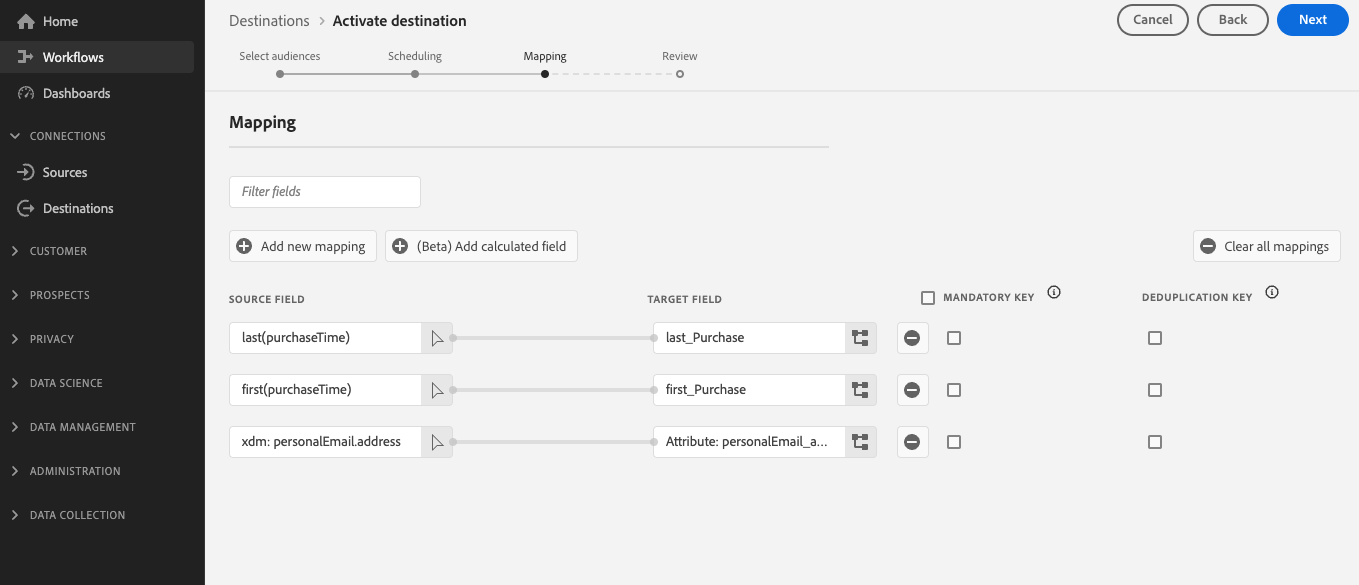 Home
Workflows
Dashboards
CONNECTIONS
Sources
Destinations
CUSTOMER
PROSPECTS
PRIVACY
DATA SCIENCE
DATA MANAGEMENT
ADMINISTRATION
DATA COLLECTION
Destinations > Activate destination
Cancel Back Next
Select audiences Scheduling Mapping Review
Mapping
Filter fields
Add new mapping (Beta) Add calculated field Clear all mappings
SOURCE FIELD TARGET FIELD MANDATORY KEY DEDUPLICATION KEY
last(purchaseTime) last_Purchase
first(purchaseTime) first_Purchase
xdm: personalEmail.address Attribute: personalEmail_a...